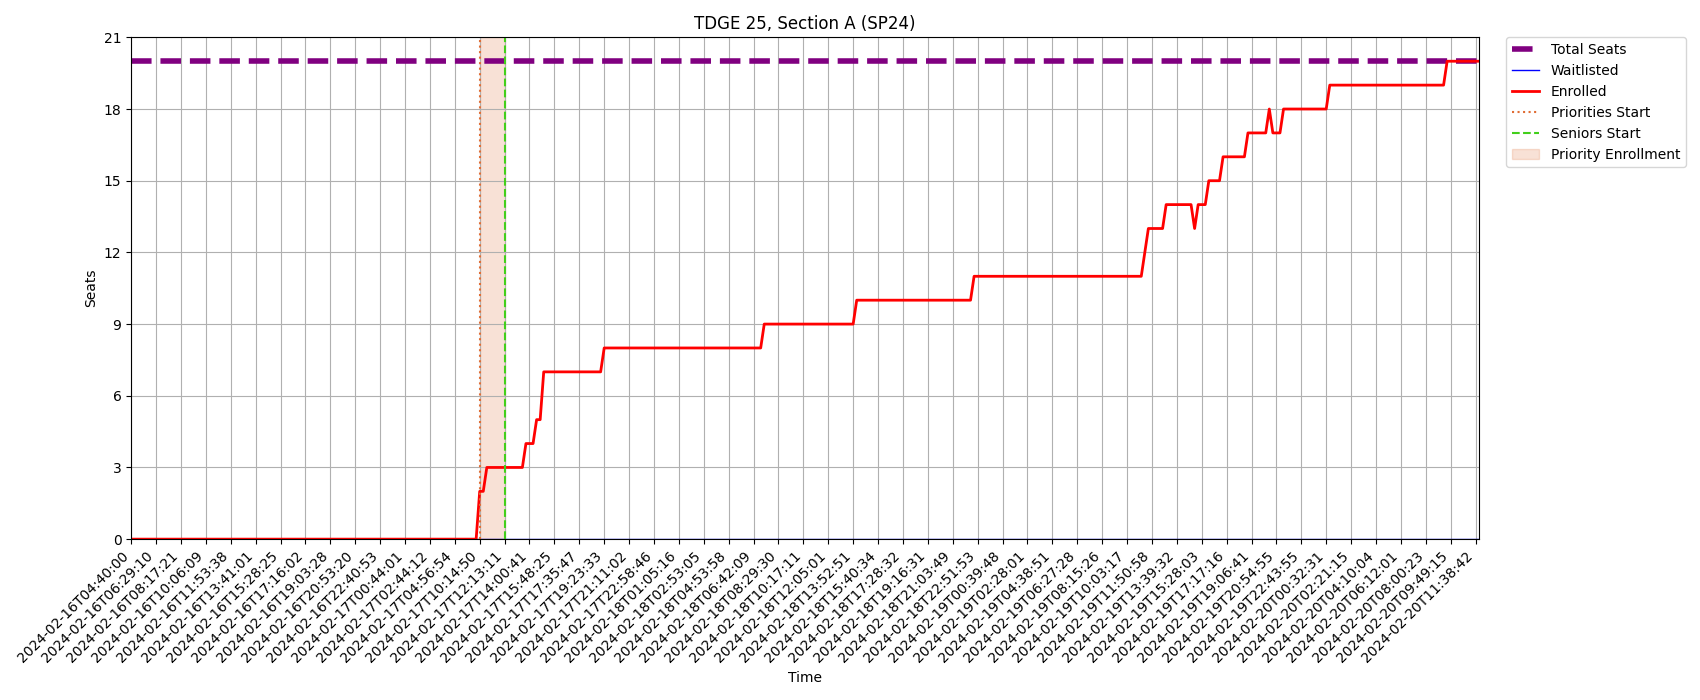 TDGE 25, Section A (SP24)
Total Seats
Waitlisted
Enrolled
Priorities Start
Seniors Start
Priority Enrollment
Seats
21
18
15
12
9
6
3
0
2024-02-16T04:40:00
2024-02-16T06:29:10
2024-02-16T08:17:21
2024-02-16T10:06:09
2024-02-16T11:53:38
2024-02-16T13:41:01
2024-02-16T15:28:25
2024-02-16T17:16:02
2024-02-16T19:03:28
2024-02-16T20:53:20
2024-02-16T22:40:53
2024-02-17T00:44:01
2024-02-17T02:44:12
2024-02-17T04:56:54
2024-02-17T10:14:50
2024-02-17T12:13:11
2024-02-17T14:00:41
2024-02-17T15:48:25
2024-02-17T17:35:47
2024-02-17T19:23:33
2024-02-17T21:11:02
2024-02-17T22:58:46
2024-02-18T01:05:16
2024-02-18T02:53:05
2024-02-18T04:53:58
2024-02-18T06:42:09
2024-02-18T08:29:30
2024-02-18T10:17:11
2024-02-18T12:05:01
2024-02-18T13:52:51
2024-02-18T15:40:34
2024-02-18T17:28:32
2024-02-18T19:16:31
2024-02-18T21:03:49
2024-02-18T22:51:53
2024-02-19T00:39:48
2024-02-19T02:28:01
2024-02-19T04:38:51
2024-02-19T06:27:28
2024-02-19T08:15:26
2024-02-19T10:03:17
2024-02-19T11:50:58
2024-02-19T13:39:32
2024-02-19T15:28:03
2024-02-19T17:17:16
2024-02-19T19:06:41
2024-02-19T20:54:55
2024-02-19T22:43:55
2024-02-20T00:32:31
2024-02-20T02:21:15
2024-02-20T04:10:04
2024-02-20T06:12:01
2024-02-20T08:00:23
2024-02-20T09:49:15
2024-02-20T11:38:42
Time